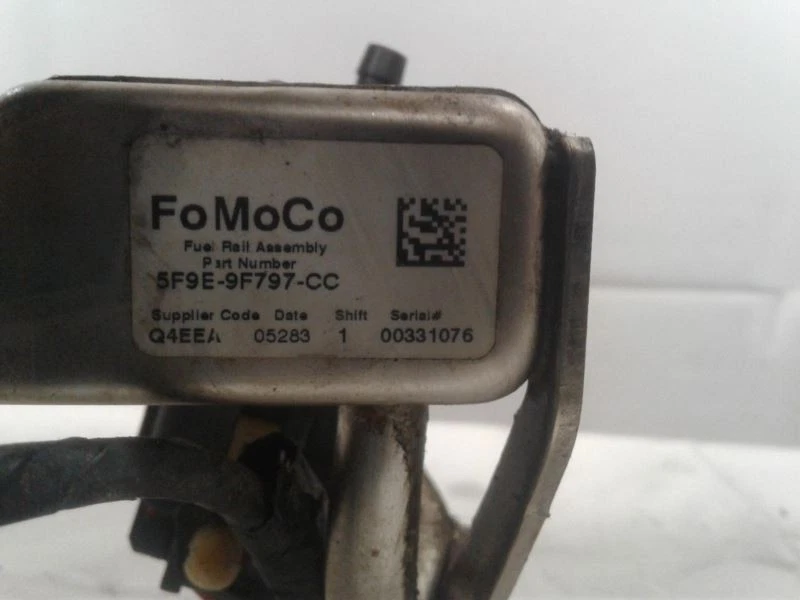 FoMoCo
Fuel Rail Assembly
Part Number
5F9E-9F797-CC
Supplier Code Date Shift Serial#
Q4EEA 05283 1 00331076